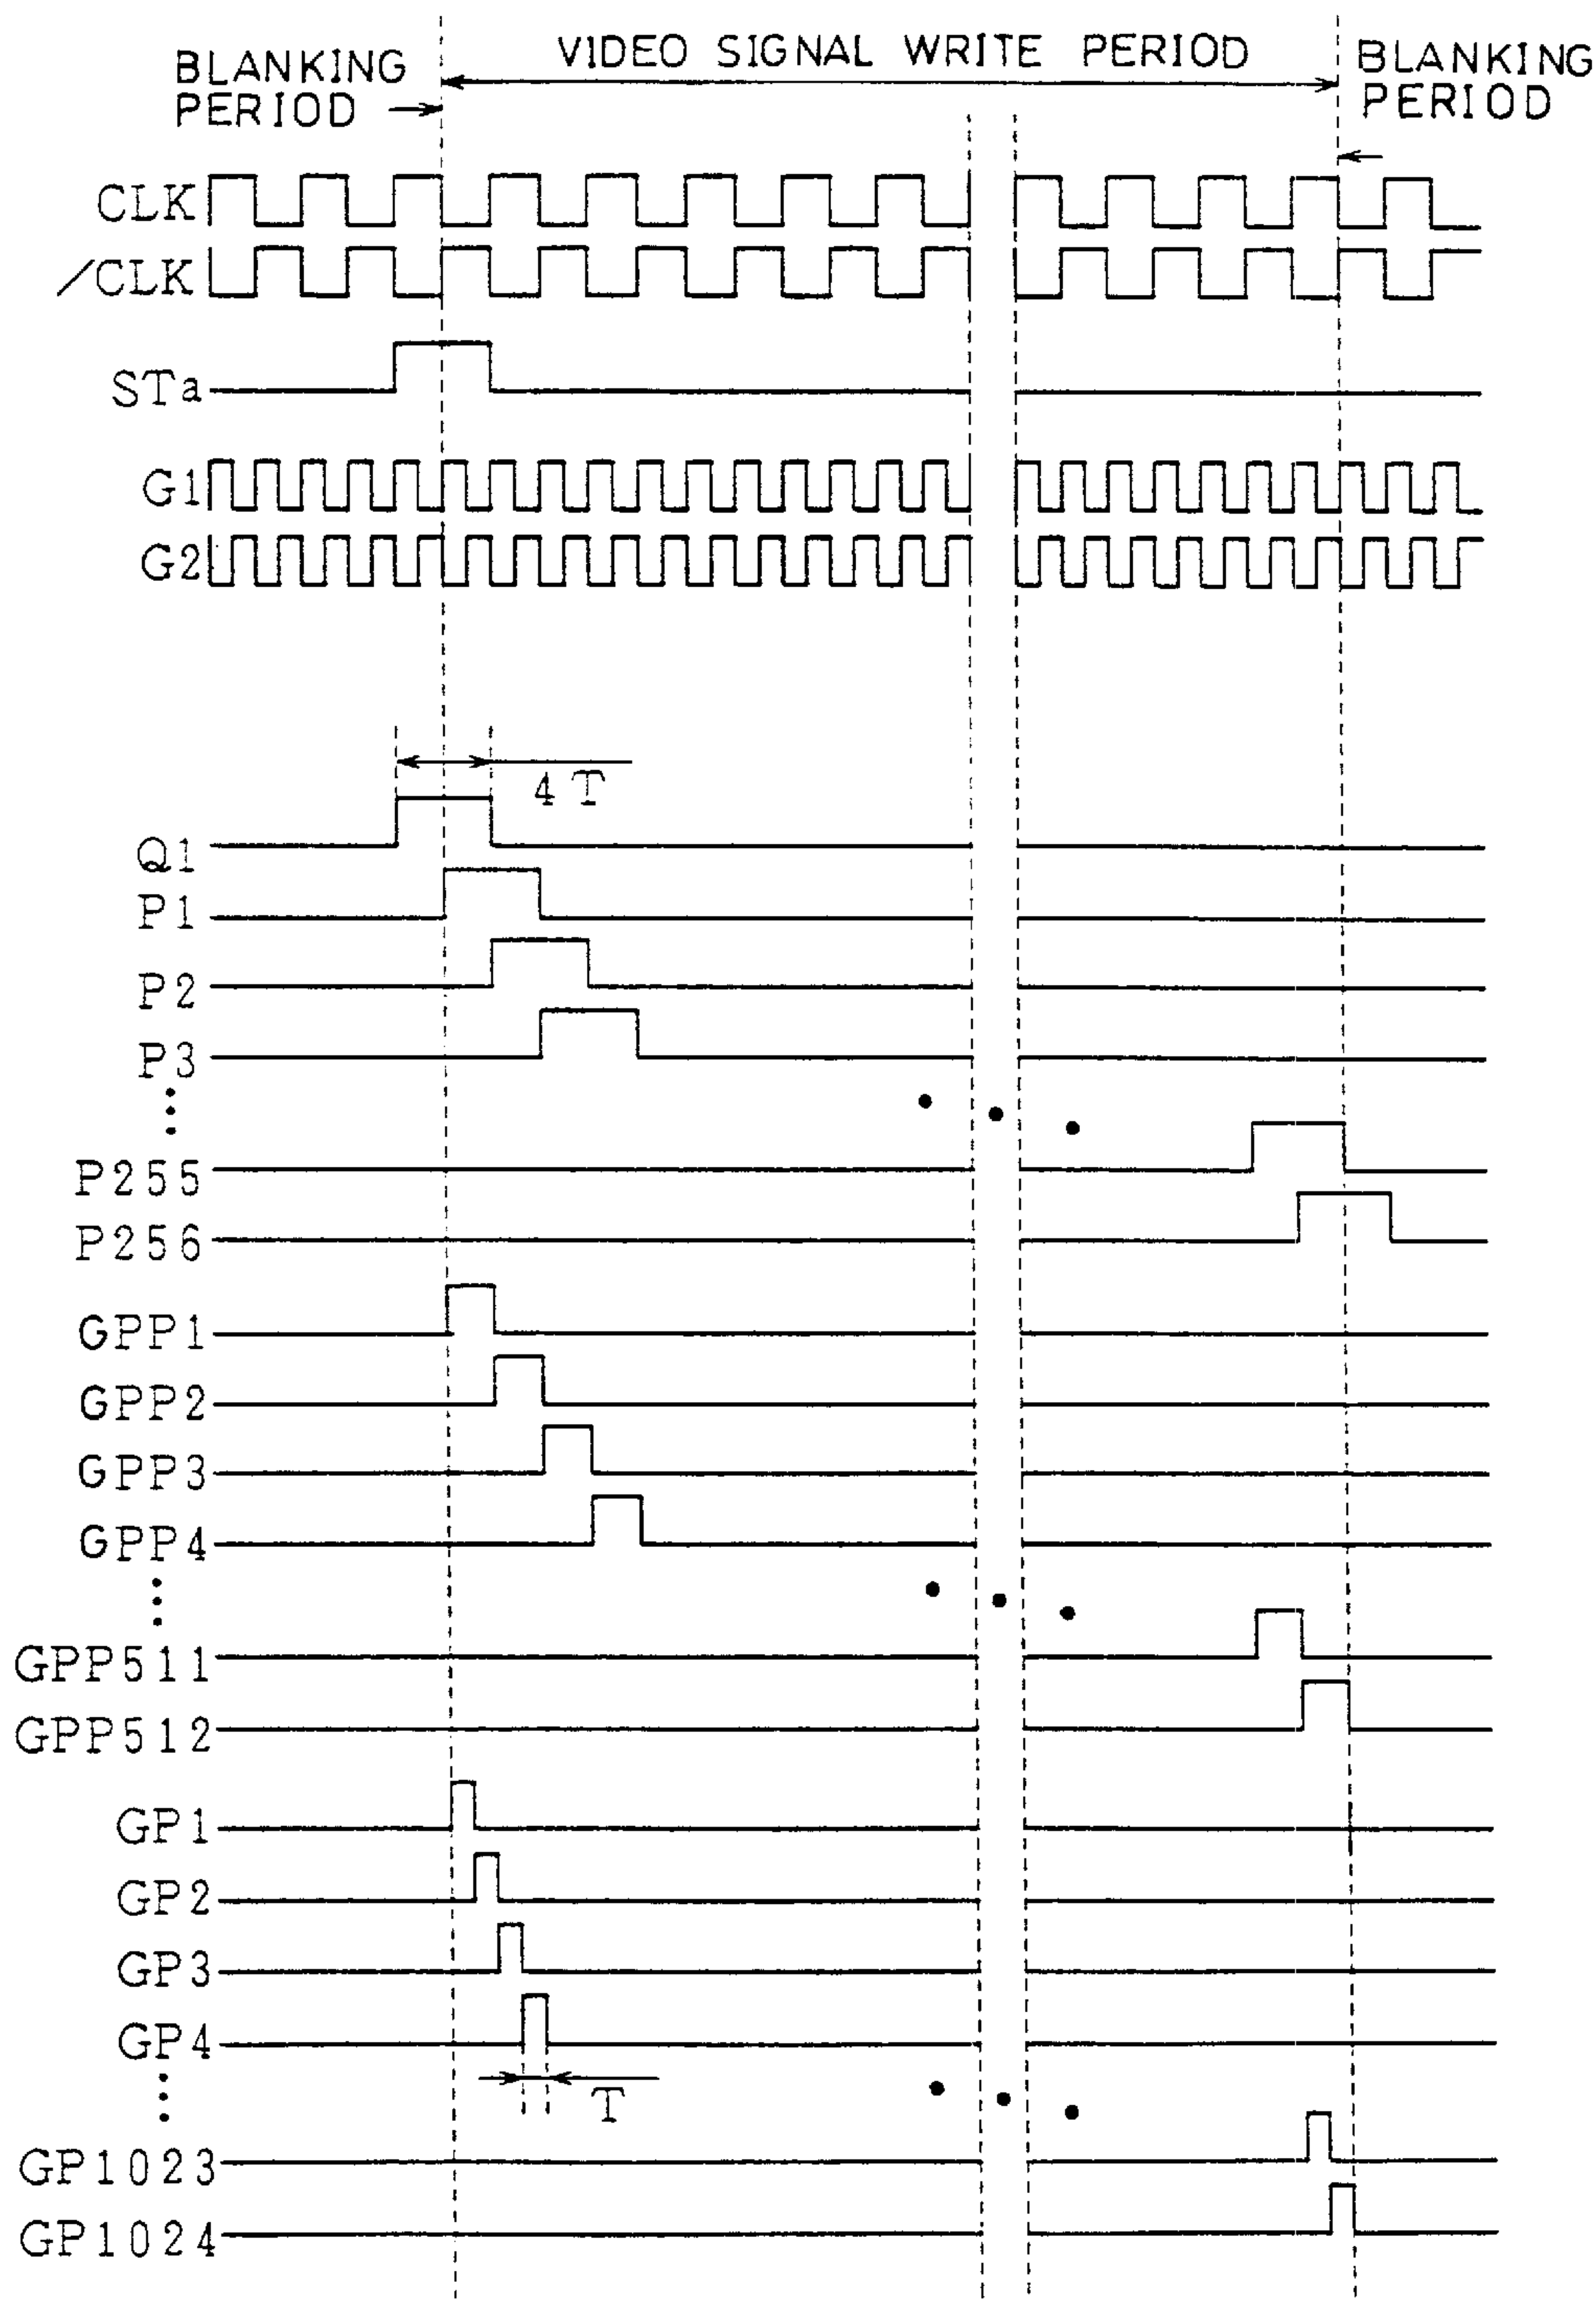 BLANKING
PERIOD
VIDEO SIGNAL WRITE PERIOD
BLANKING
PERIOD
CLK
/CLK
STa
G1
G2
4T
Q1
P1
P2
P3
P255
P256
GPP1
GPP2
GPP3
GPP4
GPP511
GPP512
GP1
GP2
GP3
GP4
T
GP1023
GP1024